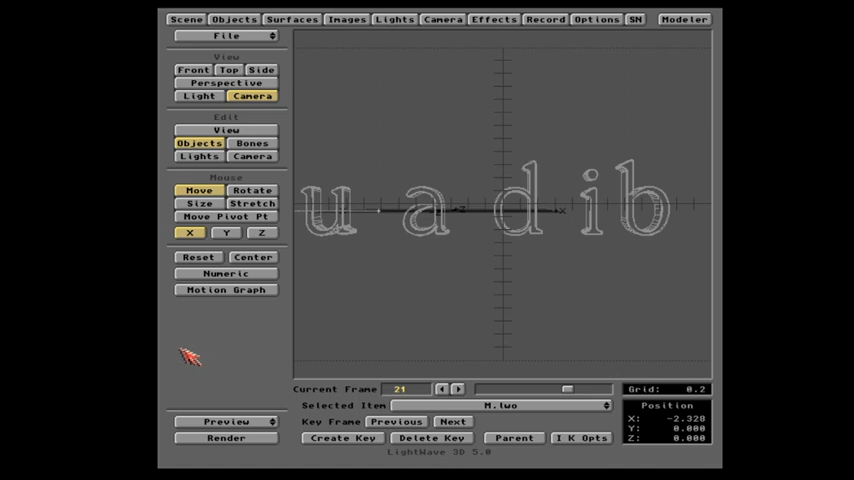 Scene Objects Surfaces Images Lights Camera Effects Record Options SN Modeler
File
View
Front Top Side
Perspective
Light Camera
Edit
View
Objects Bones
Lights Camera
Mouse
Move Rotate
Size Stretch
Move Pivot Pt
X Y Z
Reset Center
Numeric
Motion Graph
u a d i b
Z X
Current Frame 21 Grid: 0.2
Selected Item M.lwo Position
X: -2.328
Y: 0.000
Z: 0.000
Key Frame Previous Next
Preview
Render
Create Key Delete Key Parent I K Opts
LightWave 3D 5.0